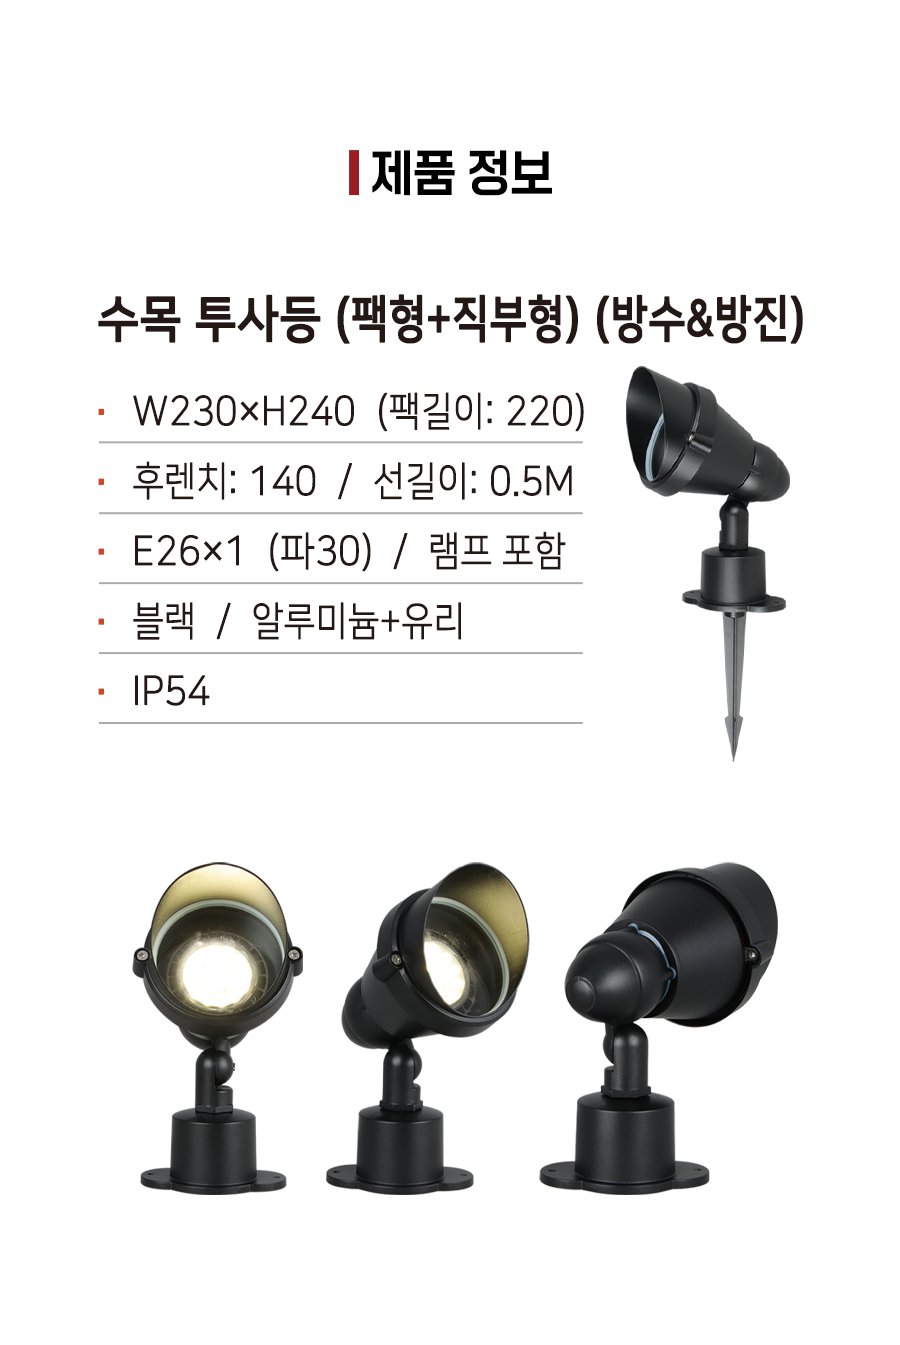 제품 정보
수목 투사등 (팩형+직부형) (방수&방진)
· W230×H240 (팩길이: 220)
· 후렌치: 140 / 선길이: 0.5M
· E26×1 (파30) / 램프 포함
· 블랙 / 알루미늄+유리
· IP54